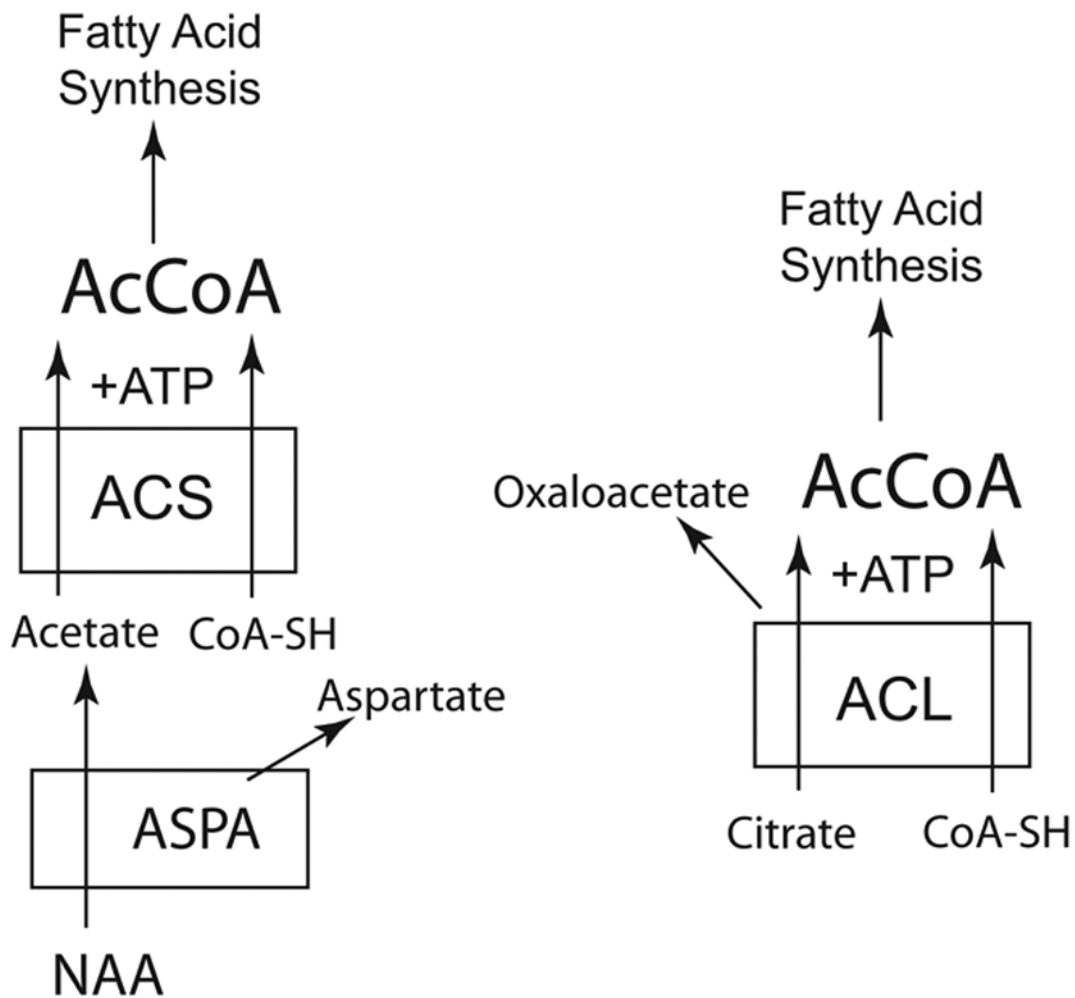 Fatty Acid
Synthesis
AcCoA
+ATP
ACS
Acetate CoA-SH
Aspartate
ASPA
NAA
Fatty Acid
Synthesis
Oxaloacetate AcCoA
+ATP
ACL
Citrate CoA-SH